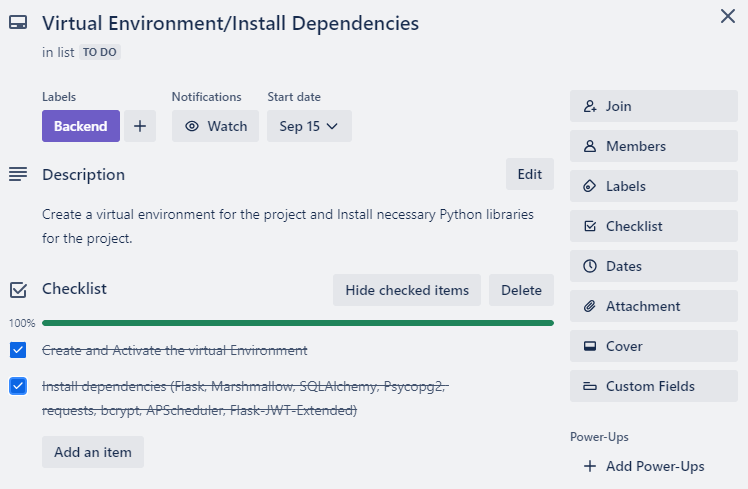 Virtual Environment/Install Dependencies
in list TO DO
Labels
Notifications
Start date
Backend
Watch
Sep 15
Description
Edit
Create a virtual environment for the project and Install necessary Python libraries
for the project.
Checklist
Hide checked items
Delete
100%
Create and Activate the virtual Environment
Install dependencies (Flask, Marshmallow, SQLAlchemy, Psycopg2,
requests, bcrypt, APScheduler, Flask-JWT-Extended)
Add an item
Join
Members
Labels
Checklist
Dates
Attachment
Cover
Custom Fields
Power-Ups
+ Add Power-Ups